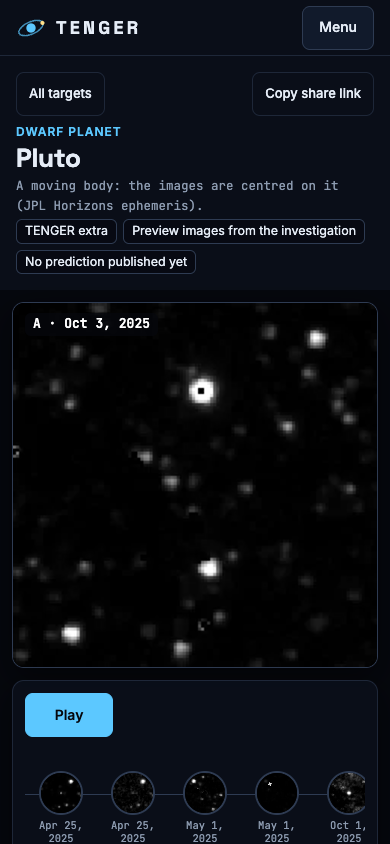 TENGER
Menu
All targets
Copy share link
DWARF PLANET
Pluto
A moving body: the images are centred on it
(JPL Horizons ephemeris).
TENGER extra
Preview images from the investigation
No prediction published yet
A · Oct 3, 2025
Play
Apr 25,
2025
Apr 25,
2025
May 1,
2025
May 1,
2025
Oct 1,
2025